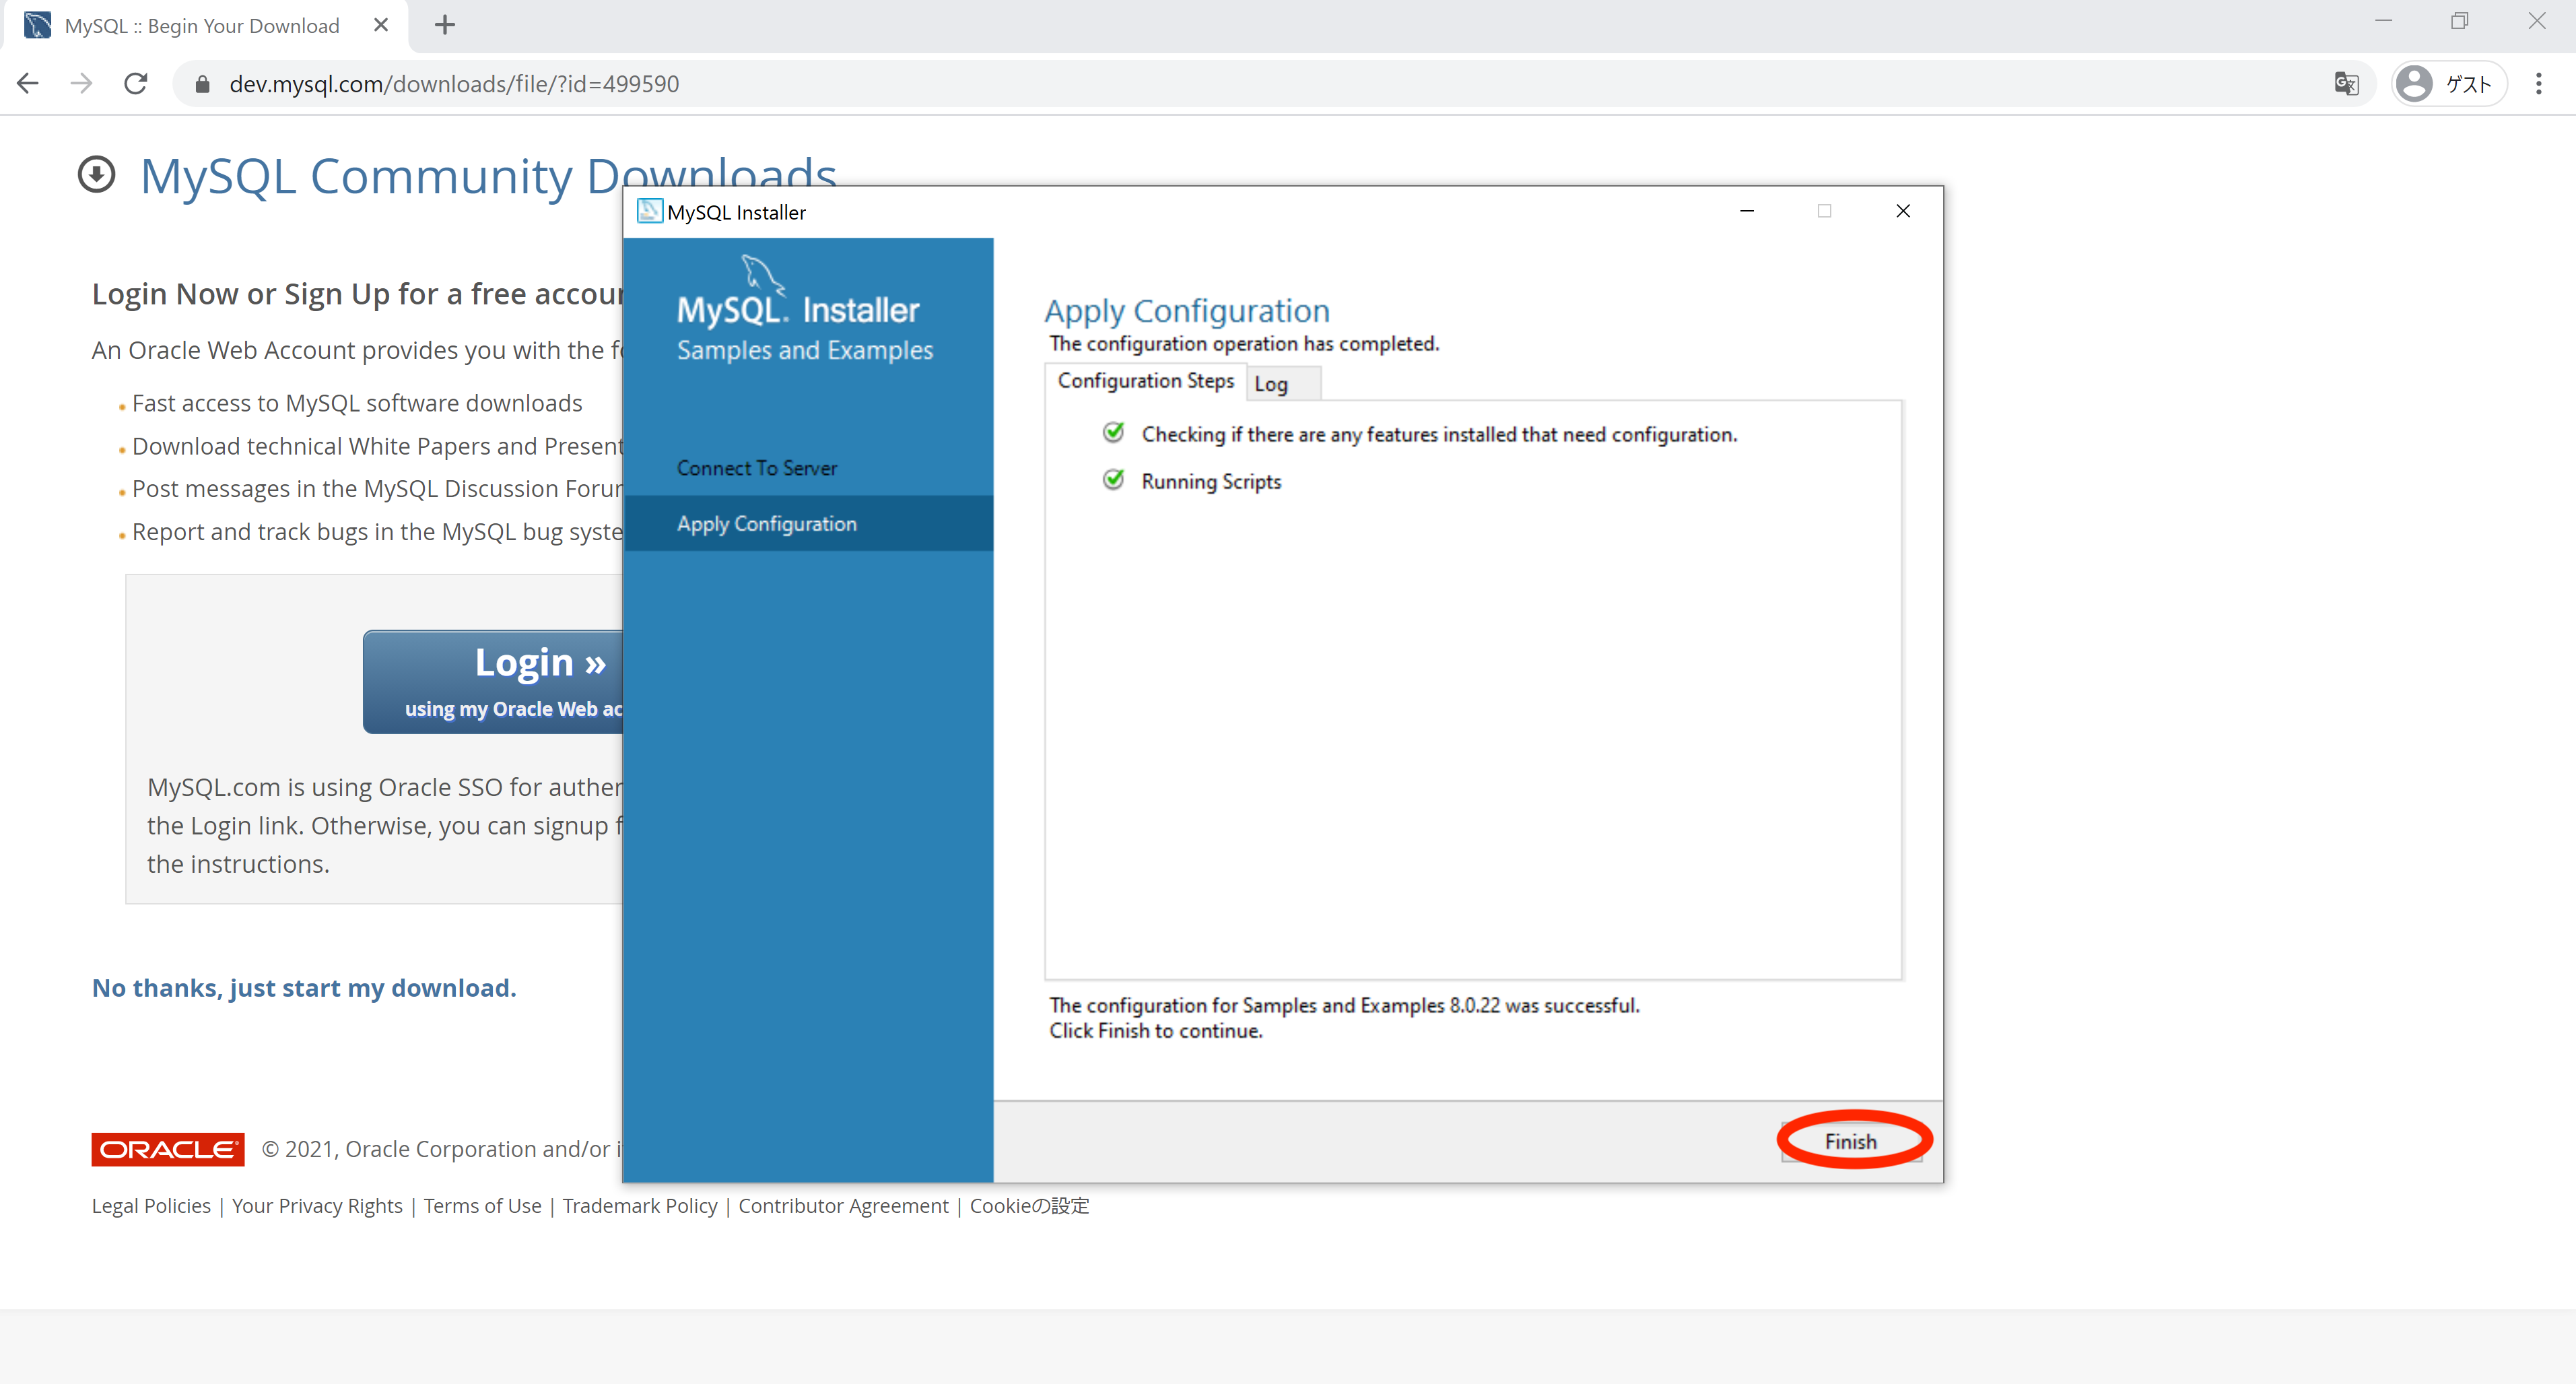 MySQL :: Begin Your Download
dev.mysql.com/downloads/file/?id=499590
ゲスト
MySQL Community Downloads
Login Now or Sign Up for a free
An Oracle Web Account provides you with the
Fast access to MySQL software downloads
Download technical White Papers and
Post messages in the MySQL Discussion
Report and track bugs in the MySQL bug
Login »
using my Oracle Web
MySQL.com is using Oracle SSO for
the Login link. Otherwise, you can signup
the instructions.
No thanks, just start my download.
ORACLE © 2021, Oracle Corporation and/or
Legal Policies | Your Privacy Rights | Terms of Use | Trademark Policy | Contributor Agreement | Cookieの設定
MySQL Installer
MySQL. Installer
Samples and Examples
Connect To Server
Apply Configuration
Apply Configuration
The configuration operation has completed.
Configuration Steps
Log
Checking if there are any features installed that need configuration.
Running Scripts
The configuration for Samples and Examples 8.0.22 was successful.
Click Finish to continue.
Finish